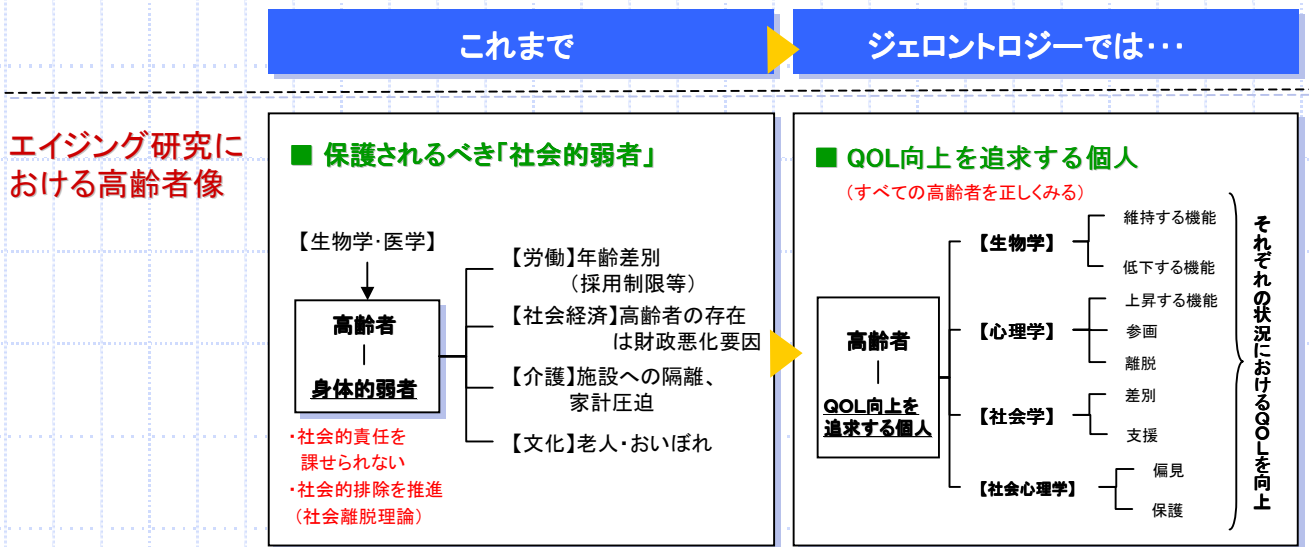 これまで
ジェロントロジーでは･･･
エイジング研究に
おける高齢者像
■ 保護されるべき｢社会的弱者｣
【生物学･医学】
高齢者
｜
身体的弱者
・社会的責任を
課せられない
・社会的排除を推進
（社会離脱理論）
【労働】年齢差別
（採用制限等）
【社会経済】高齢者の存在
は財政悪化要因
【介護】施設への隔離、
家計圧迫
【文化】老人・おいぼれ
■ QOL向上を追求する個人
（すべての高齢者を正しくみる）
高齢者
｜
QOL向上を
追求する個人
【生物学】
維持する機能
低下する機能
【心理学】
上昇する機能
参画
離脱
【社会学】
差別
支援
【社会心理学】
偏見
保護
それぞれの状況におけるQOLを向上